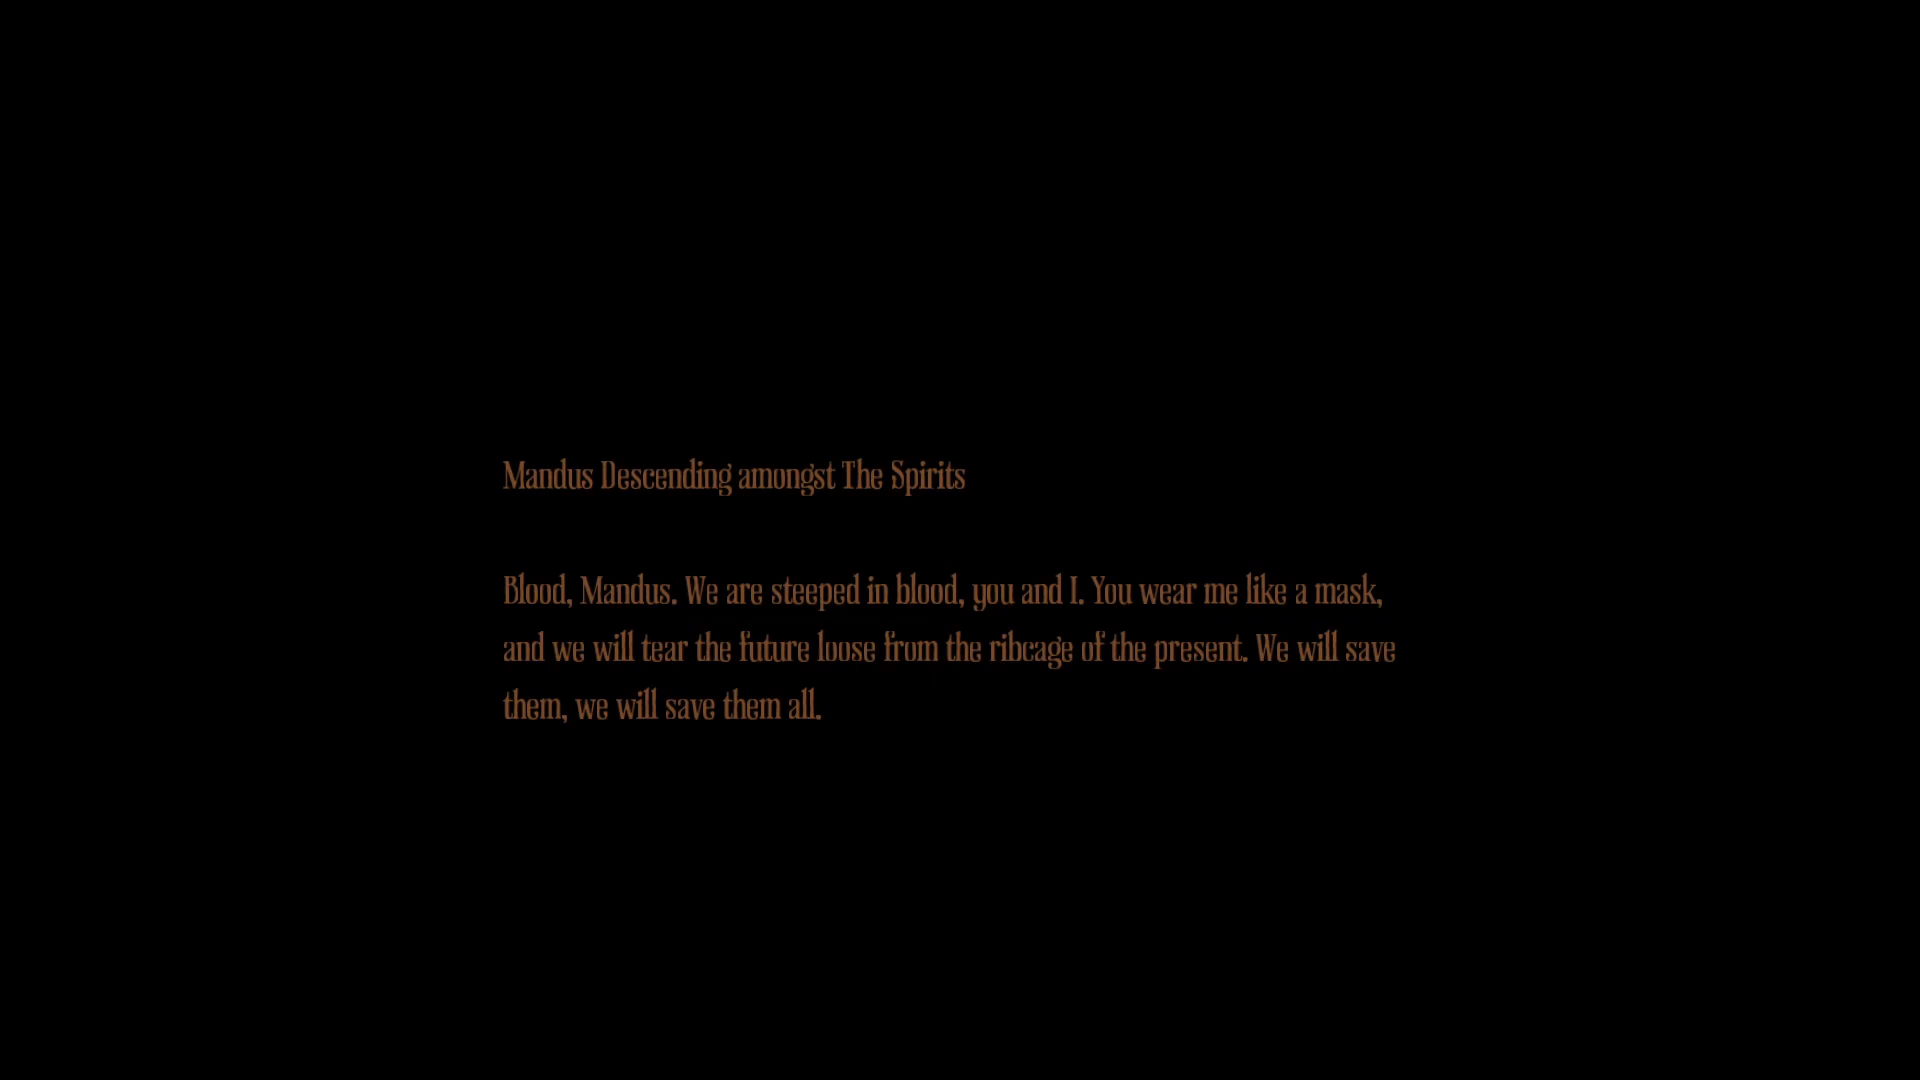 Mandus Descending amongst The Spirits
Blood, Mandus. We are steeped in blood, you and I. You wear me like a mask,
and we will tear the future loose from the ribcage of the present. We will save
them, we will save them all.